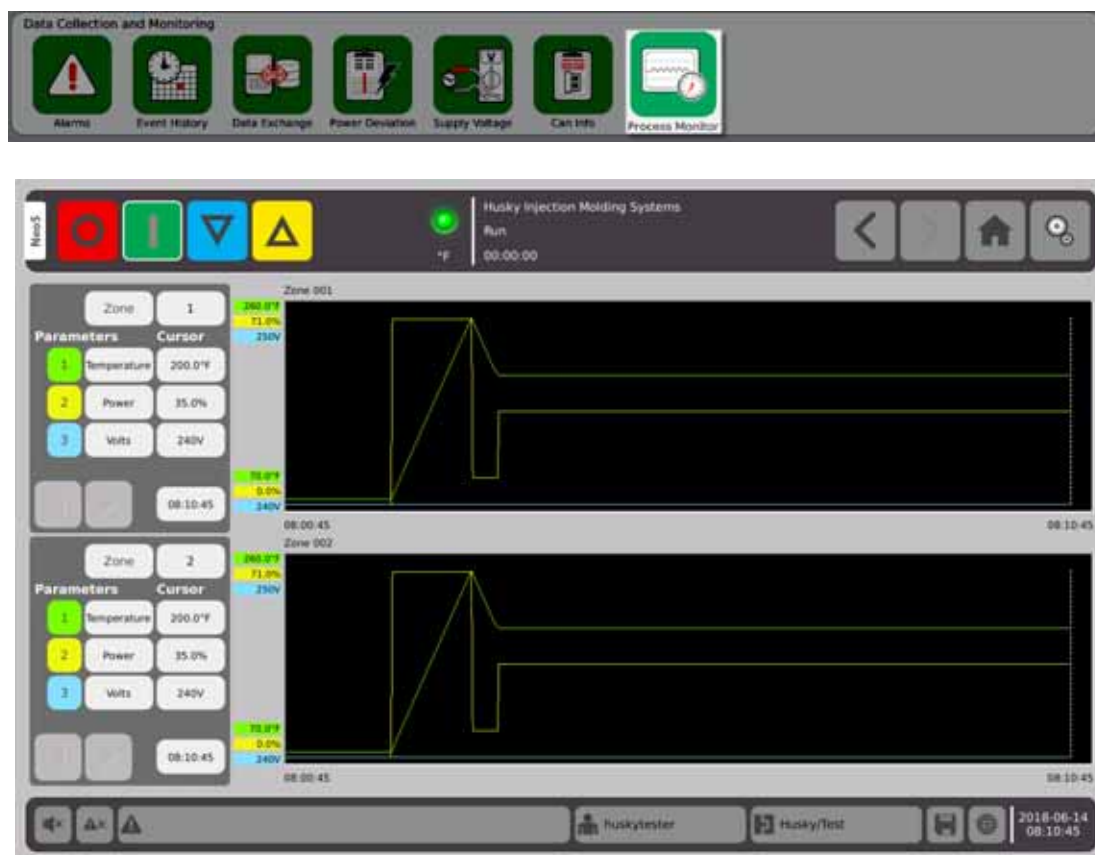 Data Collection and Monitoring
Alarms Event History Data Exchange Power Deviation Supply Voltage Can Info Process Monitor
Neo5
Husky Injection Molding Systems
Run
°F 00:00:00
Zone 001
Zone 1 260.0°F
71.0%
Parameters Cursor 250V
1 Temperature 200.0°F
2 Power 35.0%
3 Volts 240V
70.0°F
0.0%
08:10:45 240V
08:00:45 08:10:45
Zone 002
Zone 2 260.0°F
71.0%
Parameters Cursor 250V
1 Temperature 200.0°F
2 Power 35.0%
3 Volts 240V
70.0°F
0.0%
08:10:45 240V
08:00:45 08:10:45
huskytester Husky/Test 2018-06-14
08:10:45